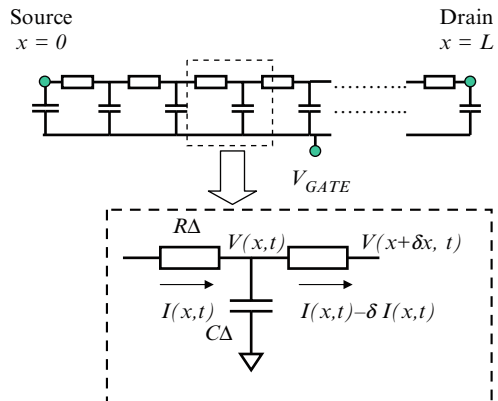 Source
x = 0
Drain
x = L
V_GATE
RΔ
V(x,t)
V(x+δx, t)
I(x,t)
I(x,t)–δ I(x,t)
CΔ